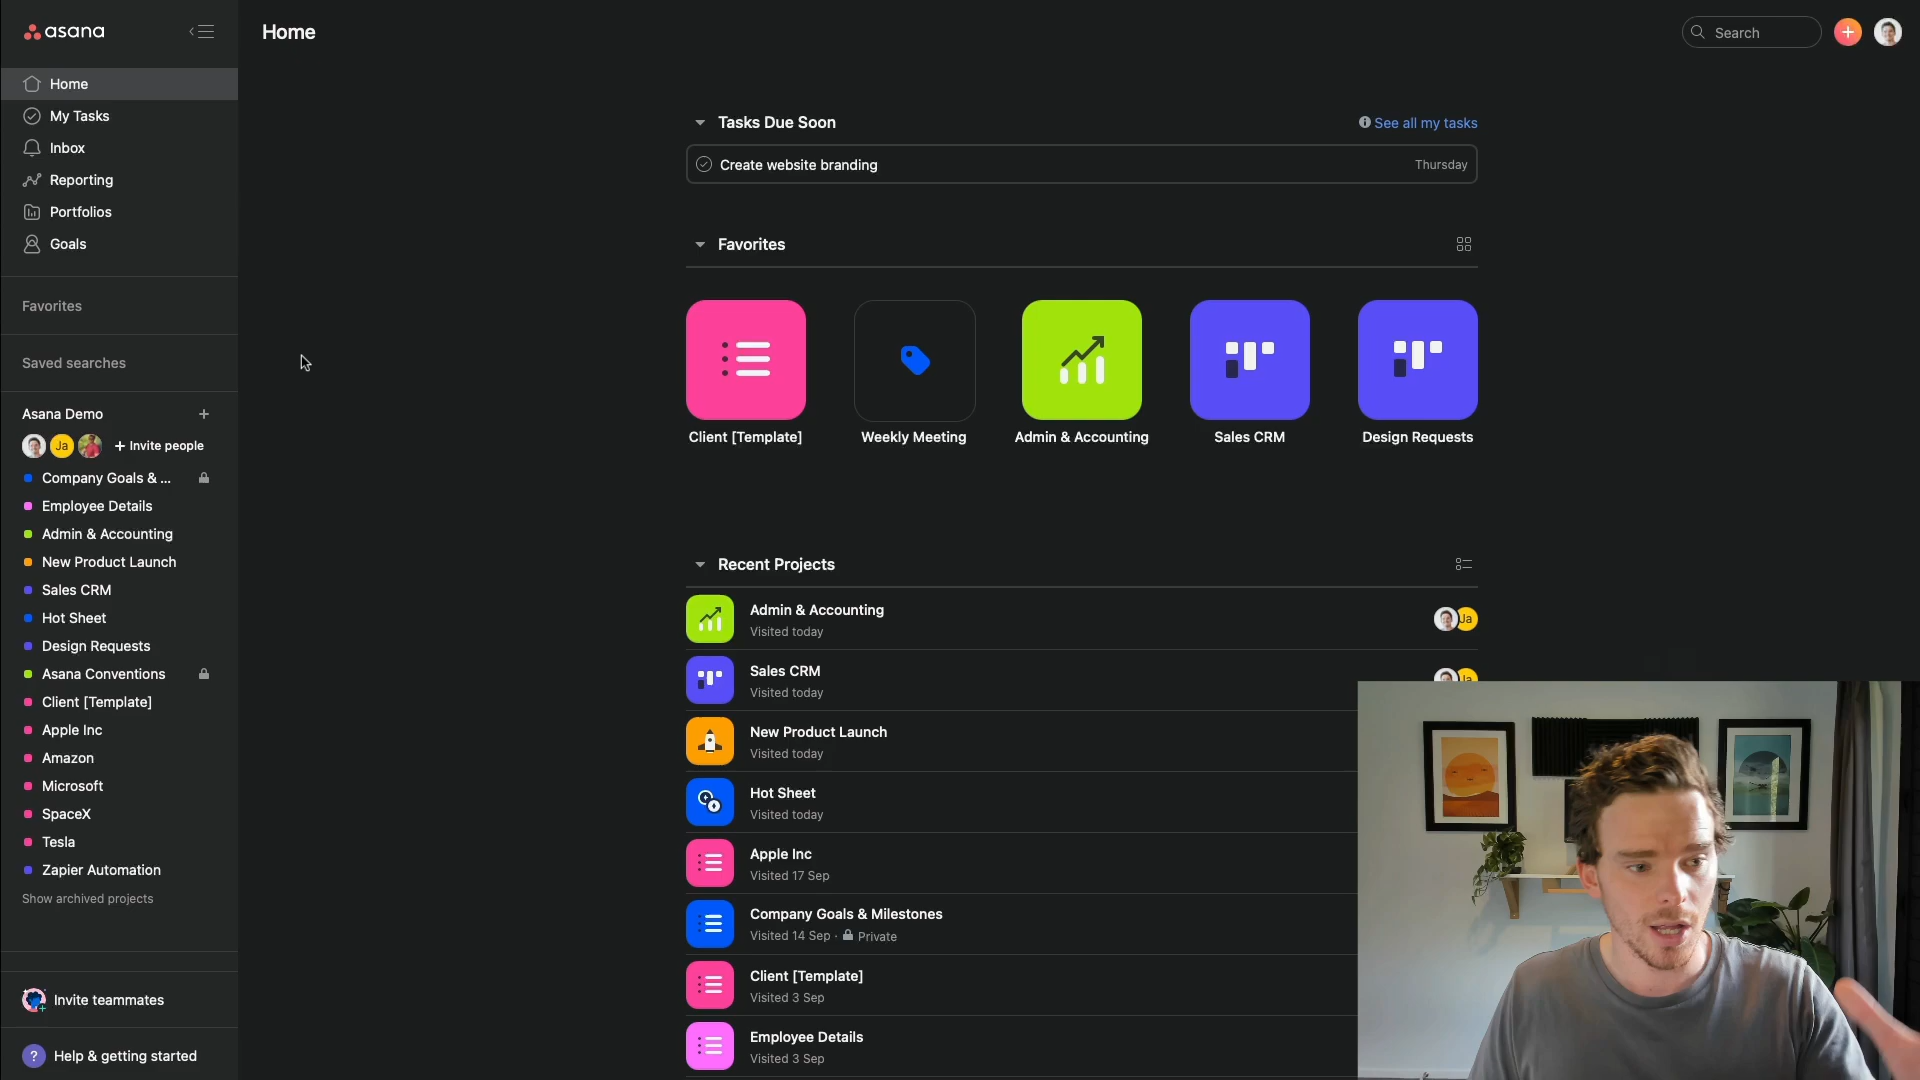 asana
Home
Search
Home
My Tasks
Inbox
Reporting
Portfolios
Goals
Favorites
Saved searches
Asana Demo
Ja
+ Invite people
Company Goals & ...
Employee Details
Admin & Accounting
New Product Launch
Sales CRM
Hot Sheet
Design Requests
Asana Conventions
Client [Template]
Apple Inc
Amazon
Microsoft
SpaceX
Tesla
Zapier Automation
Show archived projects
Invite teammates
? Help & getting started
Tasks Due Soon
See all my tasks
Create website branding
Thursday
Favorites
Client [Template]
Weekly Meeting
Admin & Accounting
Sales CRM
Design Requests
Recent Projects
Admin & Accounting
Visited today
Ja
Sales CRM
Visited today
Ja
New Product Launch
Visited today
Hot Sheet
Visited today
Apple Inc
Visited 17 Sep
Company Goals & Milestones
Visited 14 Sep · Private
Client [Template]
Visited 3 Sep
Employee Details
Visited 3 Sep